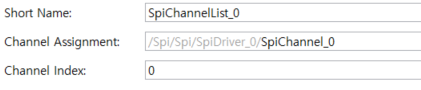 Short Name: SpiChannelList_0
Channel Assignment: /Spi/Spi/SpiDriver_0/SpiChannel_0
Channel Index: 0